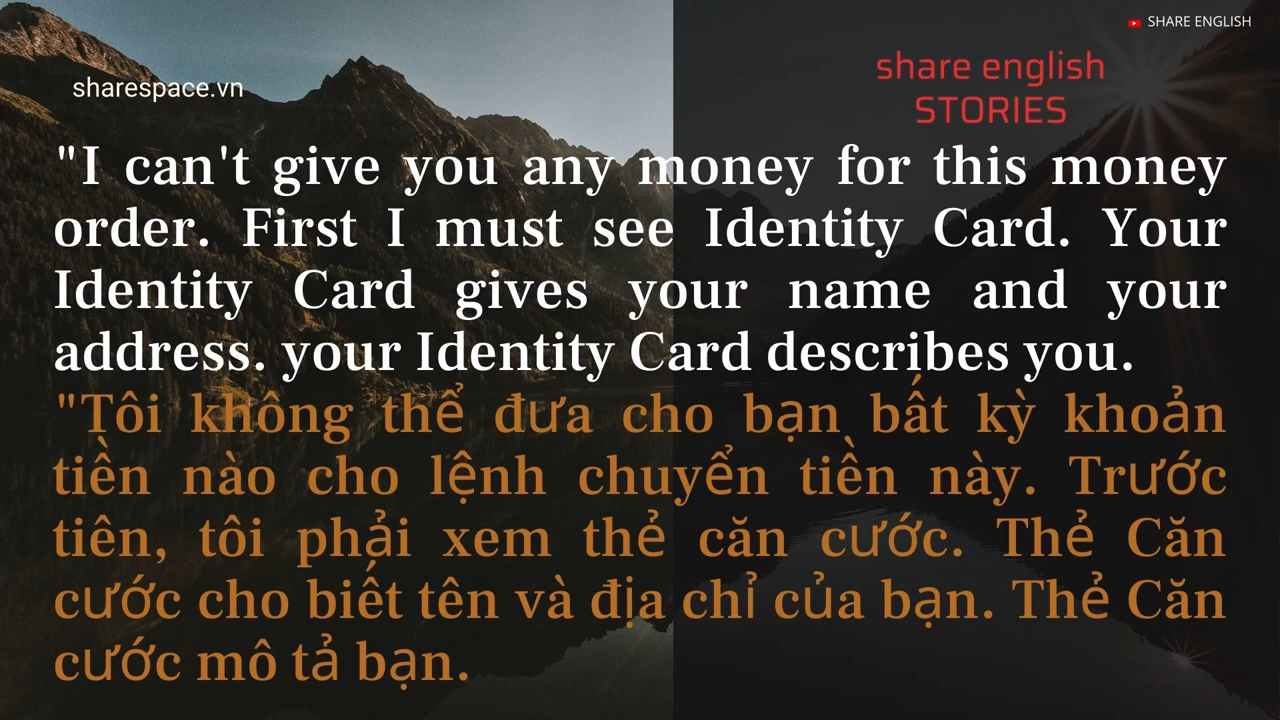 SHARE ENGLISH
share english
STORIES
sharespace.vn
"I can't give you any money for this money
order. First I must see Identity Card. Your
Identity Card gives your name and your
address. your Identity Card describes you.
"Tôi không thể đưa cho bạn bất kỳ khoản
tiền nào cho lệnh chuyển tiền này. Trước
tiên, tôi phải xem thẻ căn cước. Thẻ Căn
cước cho biết tên và địa chỉ của bạn. Thẻ Căn
cước mô tả bạn.